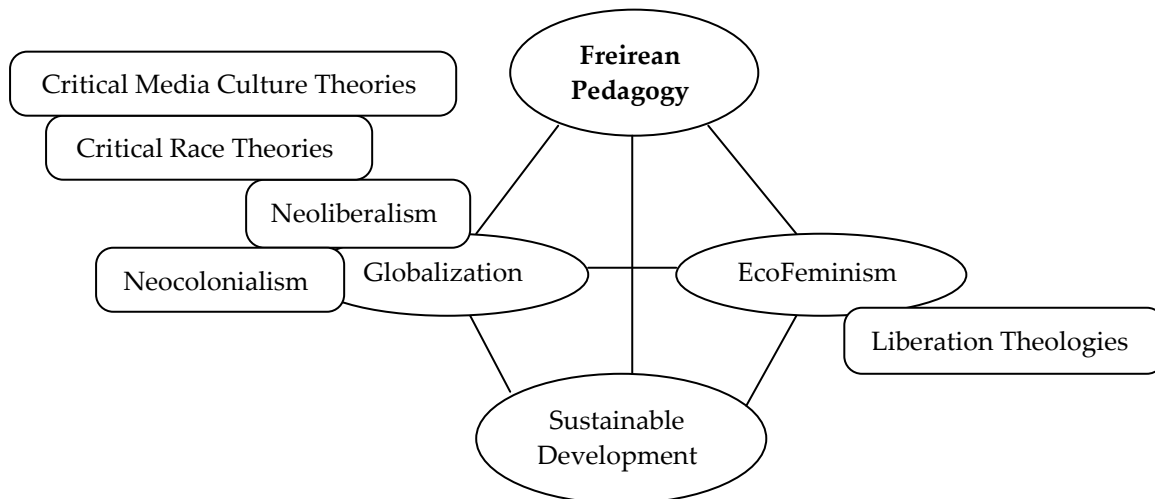 Freirean
Pedagogy
Critical Media Culture Theories
Critical Race Theories
Neoliberalism
Neocolonialism
Globalization
EcoFeminism
Liberation Theologies
Sustainable
Development